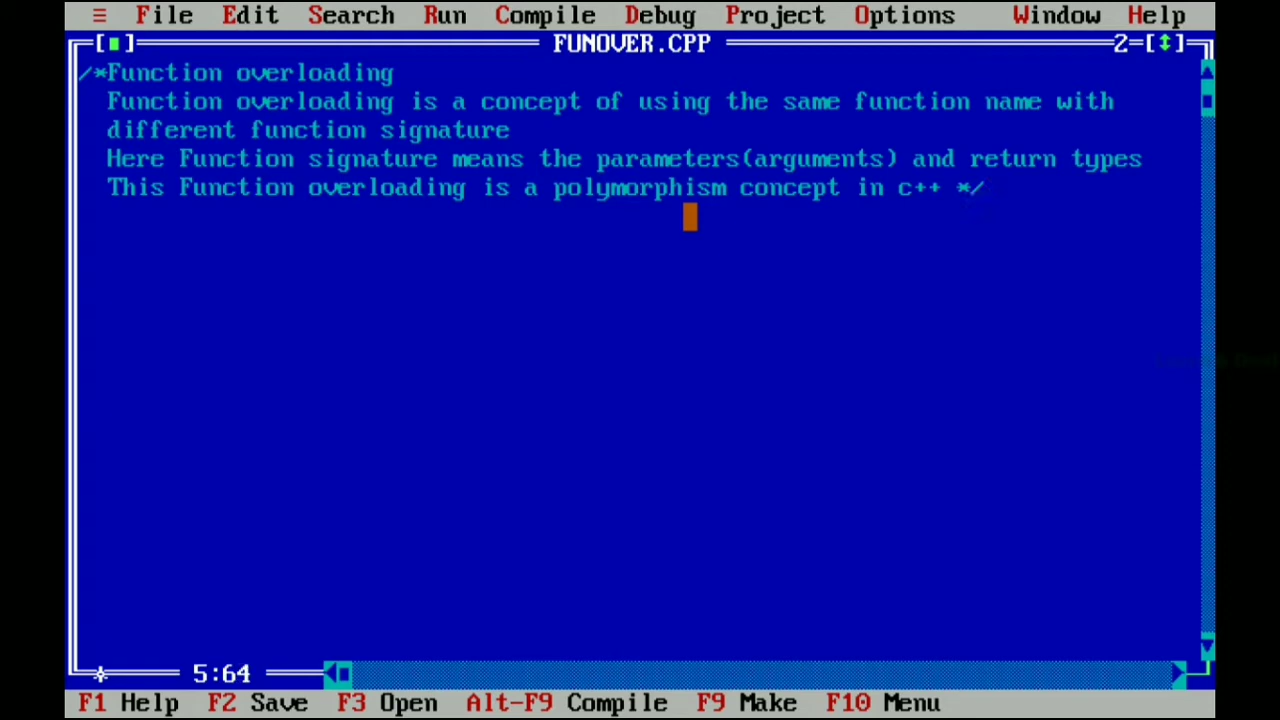 ≡ File Edit Search Run Compile Debug Project Options Window Help
[■] FUNOVER.CPP 2=[↕]
/*Function overloading
Function overloading is a concept of using the same function name with
different function signature
Here Function signature means the parameters(arguments) and return types
This Function overloading is a polymorphism concept in c++ */
5:64
F1 Help F2 Save F3 Open Alt-F9 Compile F9 Make F10 Menu